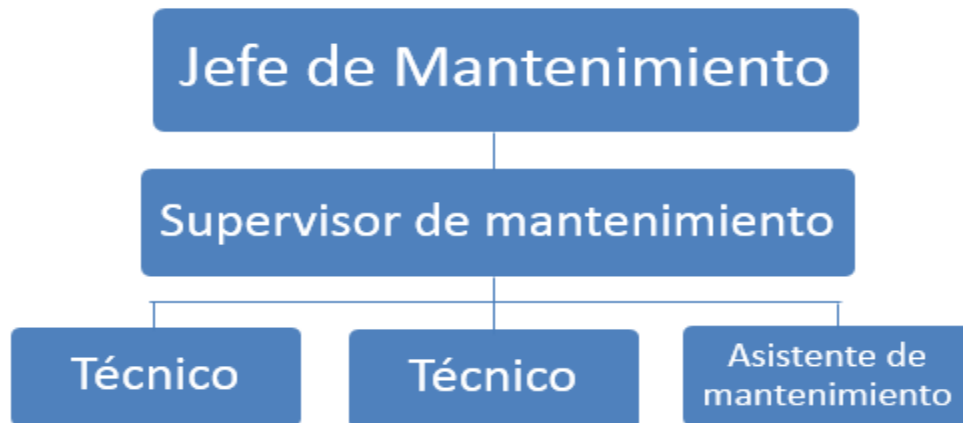 Jefe de Mantenimiento
Supervisor de mantenimiento
Técnico
Técnico
Asistente de
mantenimiento